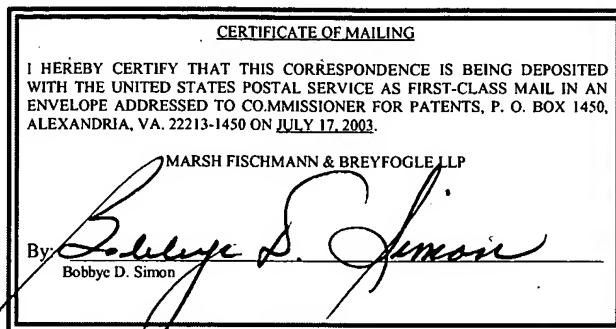 CERTIFICATE OF MAILING
I HEREBY CERTIFY THAT THIS CORRESPONDENCE IS BEING DEPOSITED
WITH THE UNITED STATES POSTAL SERVICE AS FIRST-CLASS MAIL IN AN
ENVELOPE ADDRESSED TO CO.MMISSIONER FOR PATENTS, P. O. BOX 1450,
ALEXANDRIA, VA. 22213-1450 ON JULY 17, 2003.
MARSH FISCHMANN & BREYFOGLE LLP
By: Bobbye D. Simon
Bobbye D. Simon